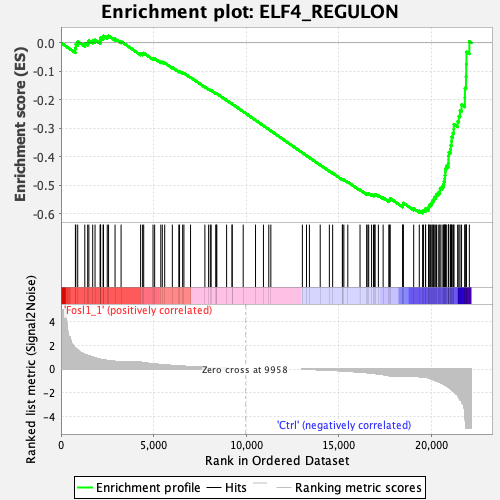 Enrichment plot: ELF4_REGULON
Enrichment score (ES)
0.0
-0.1
-0.2
-0.3
-0.4
-0.5
-0.6
'Fosl1_1' (positively correlated)
Ranked list metric (Signal2Noise)
4
2
0
-2
-4
Zero cross at 9958
'Ctrl' (negatively correlated)
0
5,000
10,000
15,000
20,000
Rank in Ordered Dataset
Enrichment profile
Hits
Ranking metric scores